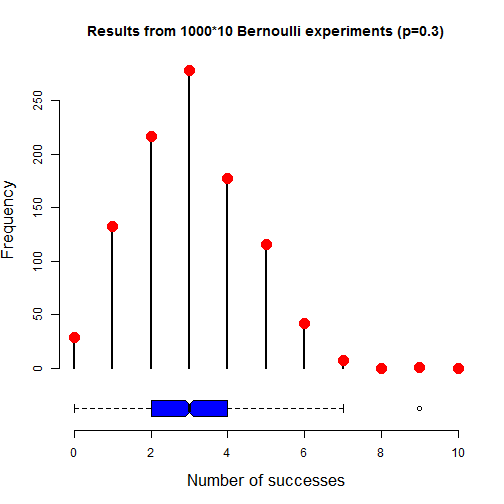 Results from 1000*10 Bernoulli experiments (p=0.3)
Frequency
250
200
150
100
50
0
0 2 4 6 8 10
Number of successes